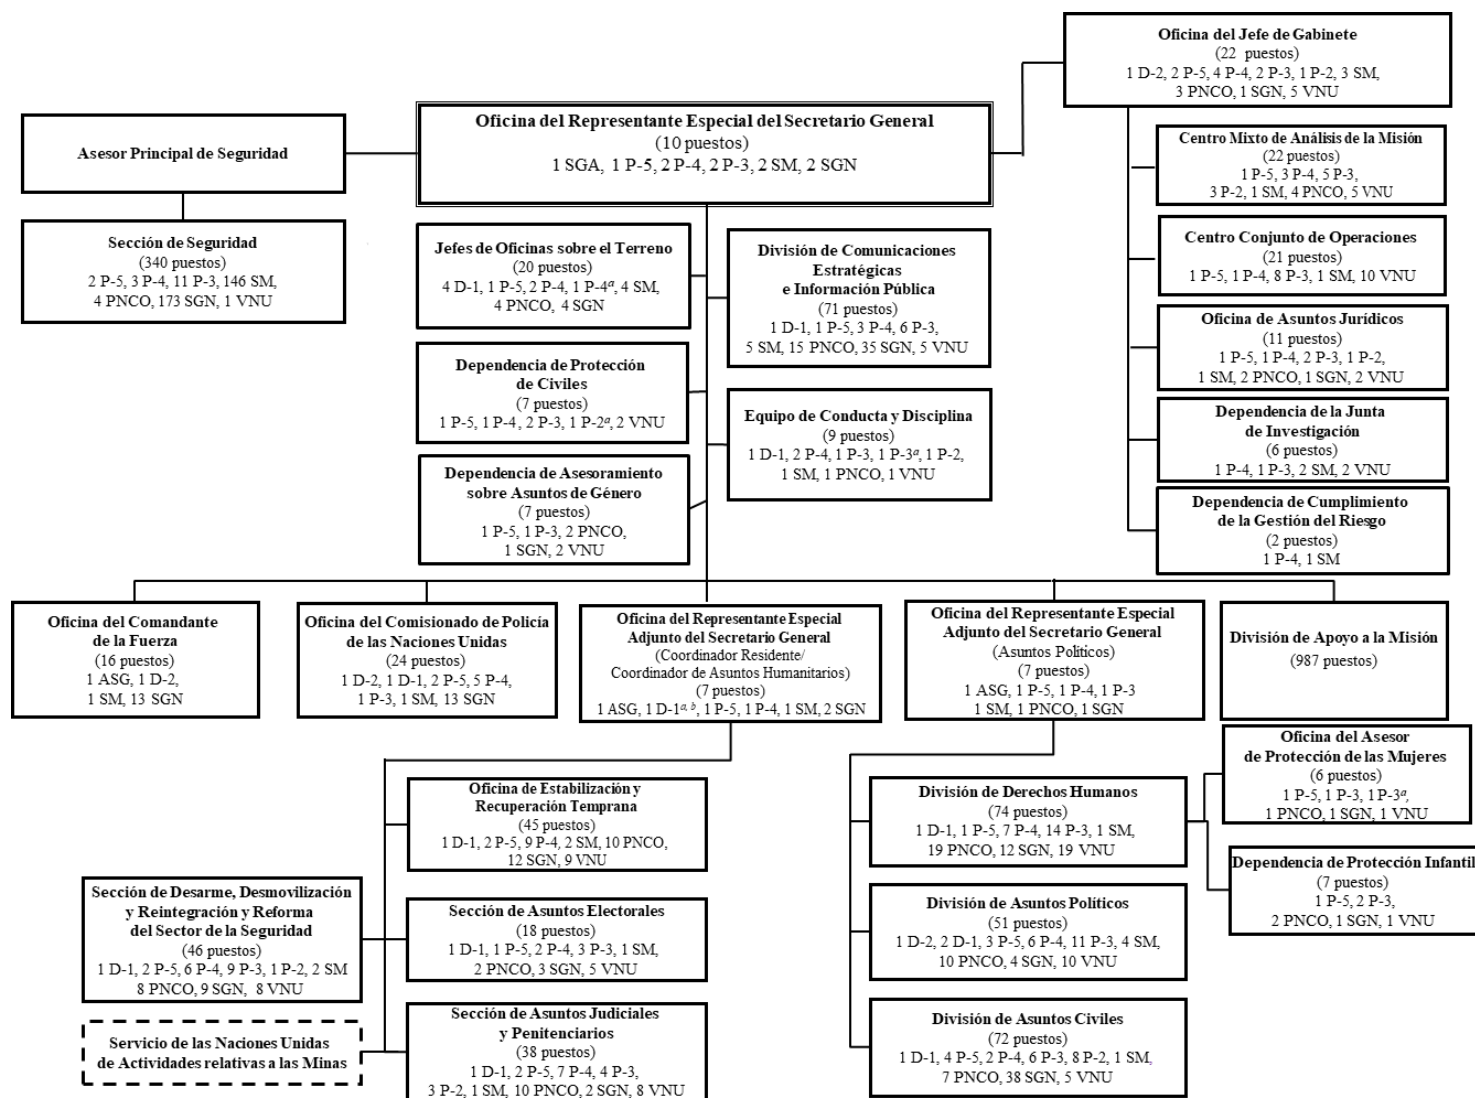 Oficina del Jefe de Gabinete
(22 puestos)
1 D-2, 2 P-5, 4 P-4, 2 P-3, 1 P-2, 3 SM,
3 PNCO, 1 SGN, 5 VNU
Oficina del Representante Especial del Secretario General
(10 puestos)
1 SGA, 1 P-5, 2 P-4, 2 P-3, 2 SM, 2 SGN
Asesor Principal de Seguridad
Centro Mixto de Análisis de la Misión
(22 puestos)
1 P-5, 3 P-4, 5 P-3,
3 P-2, 1 SM, 4 PNCO, 5 VNU
Sección de Seguridad
(340 puestos)
2 P-5, 3 P-4, 11 P-3, 146 SM,
4 PNCO, 173 SGN, 1 VNU
Jefes de Oficinas sobre el Terreno
(20 puestos)
4 D-1, 1 P-5, 2 P-4, 1 P-4a, 4 SM,
4 PNCO, 4 SGN
División de Comunicaciones
Estratégicas
e Información Pública
(71 puestos)
1 D-1, 1 P-5, 3 P-4, 6 P-3,
5 SM, 15 PNCO, 35 SGN, 5 VNU
Centro Conjunto de Operaciones
(21 puestos)
1 P-5, 1 P-4, 8 P-3, 1 SM, 10 VNU
Oficina de Asuntos Jurídicos
(11 puestos)
1 P-5, 1 P-4, 2 P-3, 1 P-2,
1 SM, 2 PNCO, 1 SGN, 2 VNU
Dependencia de Protección
de Civiles
(7 puestos)
1 P-5, 1 P-4, 2 P-3, 1 P-2a, 2 VNU
Equipo de Conducta y Disciplina
(9 puestos)
1 D-1, 2 P-4, 1 P-3, 1 P-3a, 1 P-2,
1 SM, 1 PNCO, 1 VNU
Dependencia de la Junta
de Investigación
(6 puestos)
1 P-4, 1 P-3, 2 SM, 2 VNU
Dependencia de Asesoramiento
sobre Asuntos de Género
(7 puestos)
1 P-5, 1 P-3, 2 PNCO,
1 SGN, 2 VNU
Dependencia de Cumplimiento
de la Gestión del Riesgo
(2 puestos)
1 P-4, 1 SM
Oficina del Comandante
de la Fuerza
(16 puestos)
1 ASG, 1 D-2,
1 SM, 13 SGN
Oficina del Comisionado de Policía
de las Naciones Unidas
(24 puestos)
1 D-2, 1 D-1, 2 P-5, 5 P-4,
1 P-3, 1 SM, 13 SGN
Oficina del Representante Especial
Adjunto del Secretario General
(Coordinador Residente/
Coordinador de Asuntos Humanitarios)
(7 puestos)
1 ASG, 1 D-1a, b, 1 P-5, 1 P-4, 1 SM, 2 SGN
Oficina del Representante Especial
Adjunto del Secretario General
(Asuntos Políticos)
(7 puestos)
1 ASG, 1 P-5, 1 P-4, 1 P-3
1 SM, 1 PNCO, 1 SGN
División de Apoyo a la Misión
(987 puestos)
Oficina de Estabilización y
Recuperación Temprana
(45 puestos)
1 D-1, 2 P-5, 9 P-4, 2 SM, 10 PNCO,
12 SGN, 9 VNU
División de Derechos Humanos
(74 puestos)
1 D-1, 1 P-5, 7 P-4, 14 P-3, 1 SM,
19 PNCO, 12 SGN, 19 VNU
Oficina del Asesor
de Protección de las Mujeres
(6 puestos)
1 P-5, 1 P-3, 1 P-3a,
1 PNCO, 1 SGN, 1 VNU
Dependencia de Protección Infantil
(7 puestos)
1 P-5, 2 P-3,
2 PNCO, 1 SGN, 1 VNU
Sección de Desarme, Desmovilización
y Reintegración y Reforma
del Sector de la Seguridad
(46 puestos)
1 D-1, 2 P-5, 6 P-4, 9 P-3, 1 P-2, 2 SM
8 PNCO, 9 SGN, 8 VNU
Sección de Asuntos Electorales
(18 puestos)
1 D-1, 1 P-5, 2 P-4, 3 P-3, 1 SM,
2 PNCO, 3 SGN, 5 VNU
División de Asuntos Políticos
(51 puestos)
1 D-2, 2 D-1, 3 P-5, 6 P-4, 11 P-3, 4 SM,
10 PNCO, 4 SGN, 10 VNU
Servicio de las Naciones Unidas
de Actividades relativas a las Minas
Sección de Asuntos Judiciales
y Penitenciarios
(38 puestos)
1 D-1, 2 P-5, 7 P-4, 4 P-3,
3 P-2, 1 SM, 10 PNCO, 2 SGN, 8 VNU
División de Asuntos Civiles
(72 puestos)
1 D-1, 4 P-5, 2 P-4, 6 P-3, 8 P-2, 1 SM,
7 PNCO, 38 SGN, 5 VNU